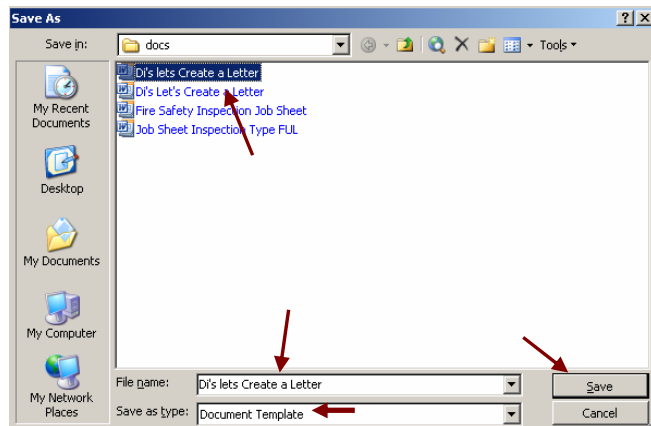 Save As
Save in: docs Tools
Di's lets Create a Letter
Di's Let's Create a Letter
Fire Safety Inspection Job Sheet
Job Sheet Inspection Type FUL
My Recent
Documents
Desktop
My Documents
My Computer
My Network
Places
File name: Di's lets Create a Letter Save
Save as type: Document Template Cancel